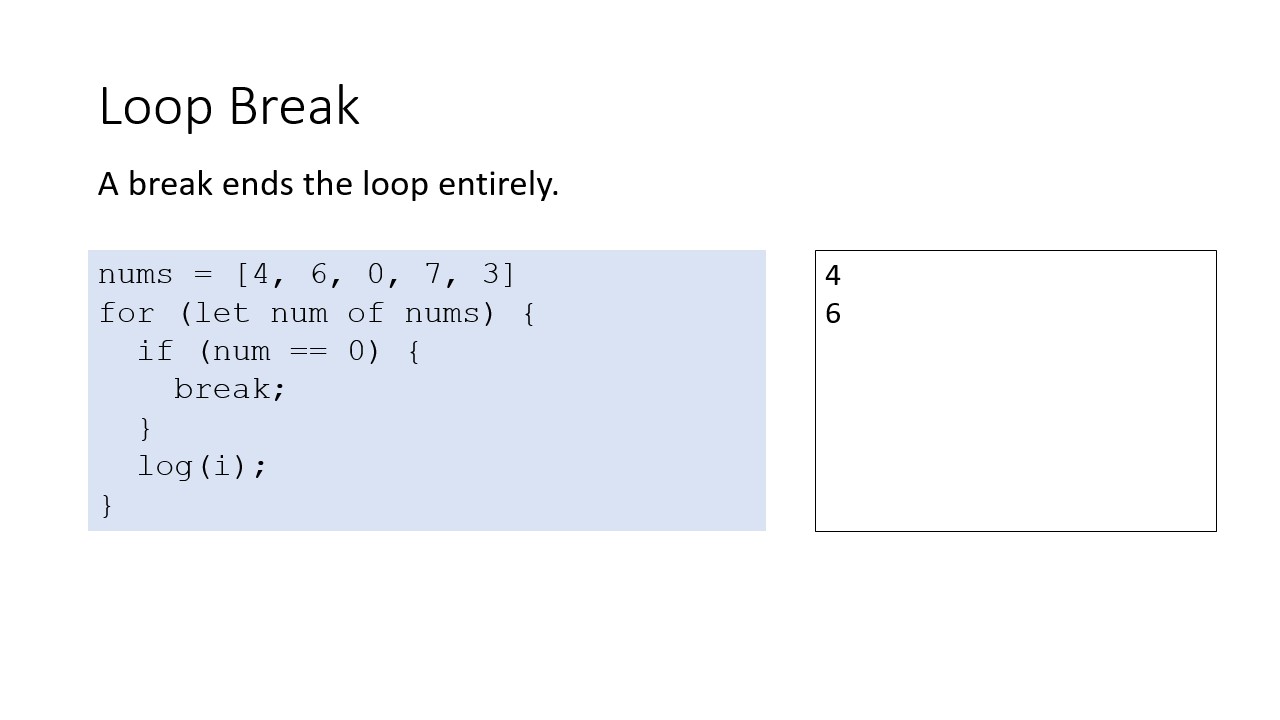 Loop Break
A break ends the loop entirely.
nums = [4, 6, 0, 7, 3]
for (let num of nums) {
  if (num == 0) {
    break;
  }
  log(i);
}
4
6